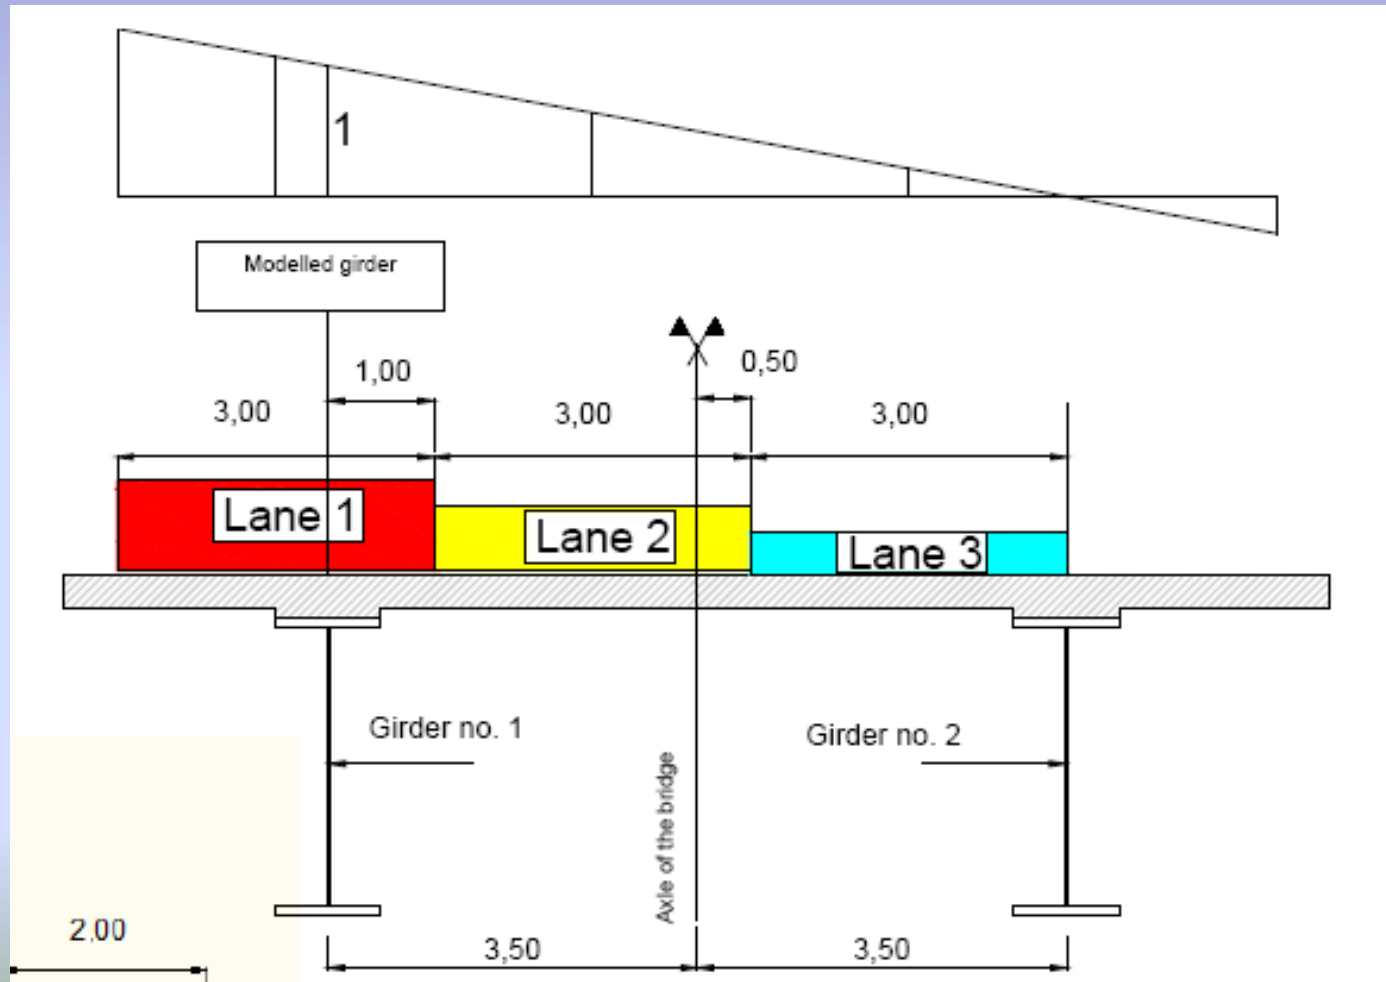 1
Modelled girder
1,00
0,50
3,00
3,00
3,00
Lane 1
Lane 2
Lane 3
Girder no. 1
Girder no. 2
Axle of the bridge
2,00
3,50
3,50